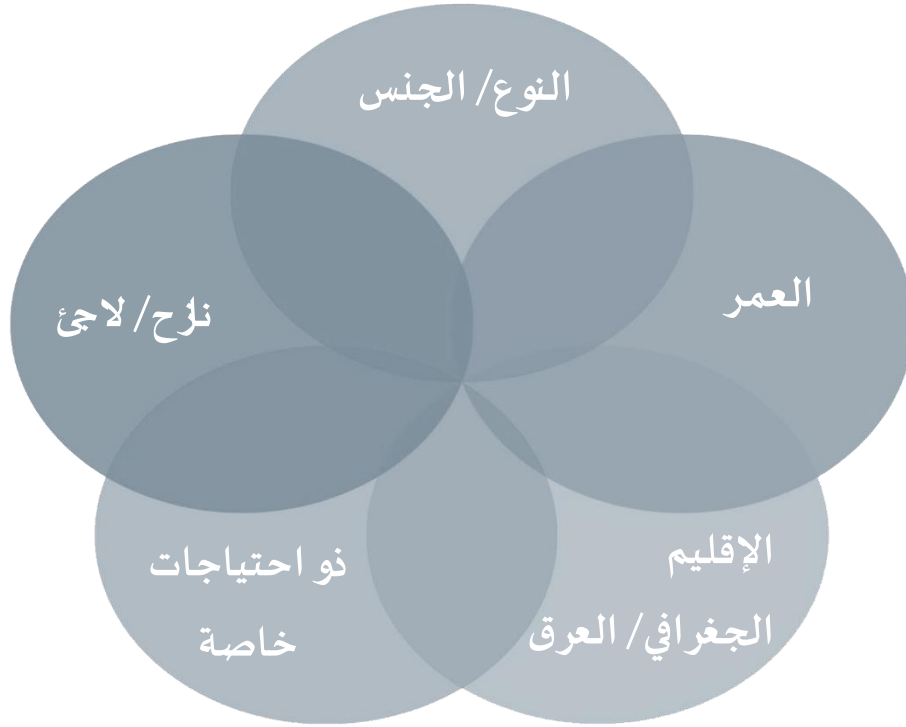 النوع/ الجنس
العمر
نازح/ لاجئ
الإقليم
الجغرافي/ العرق
ذو احتياجات
خاصة